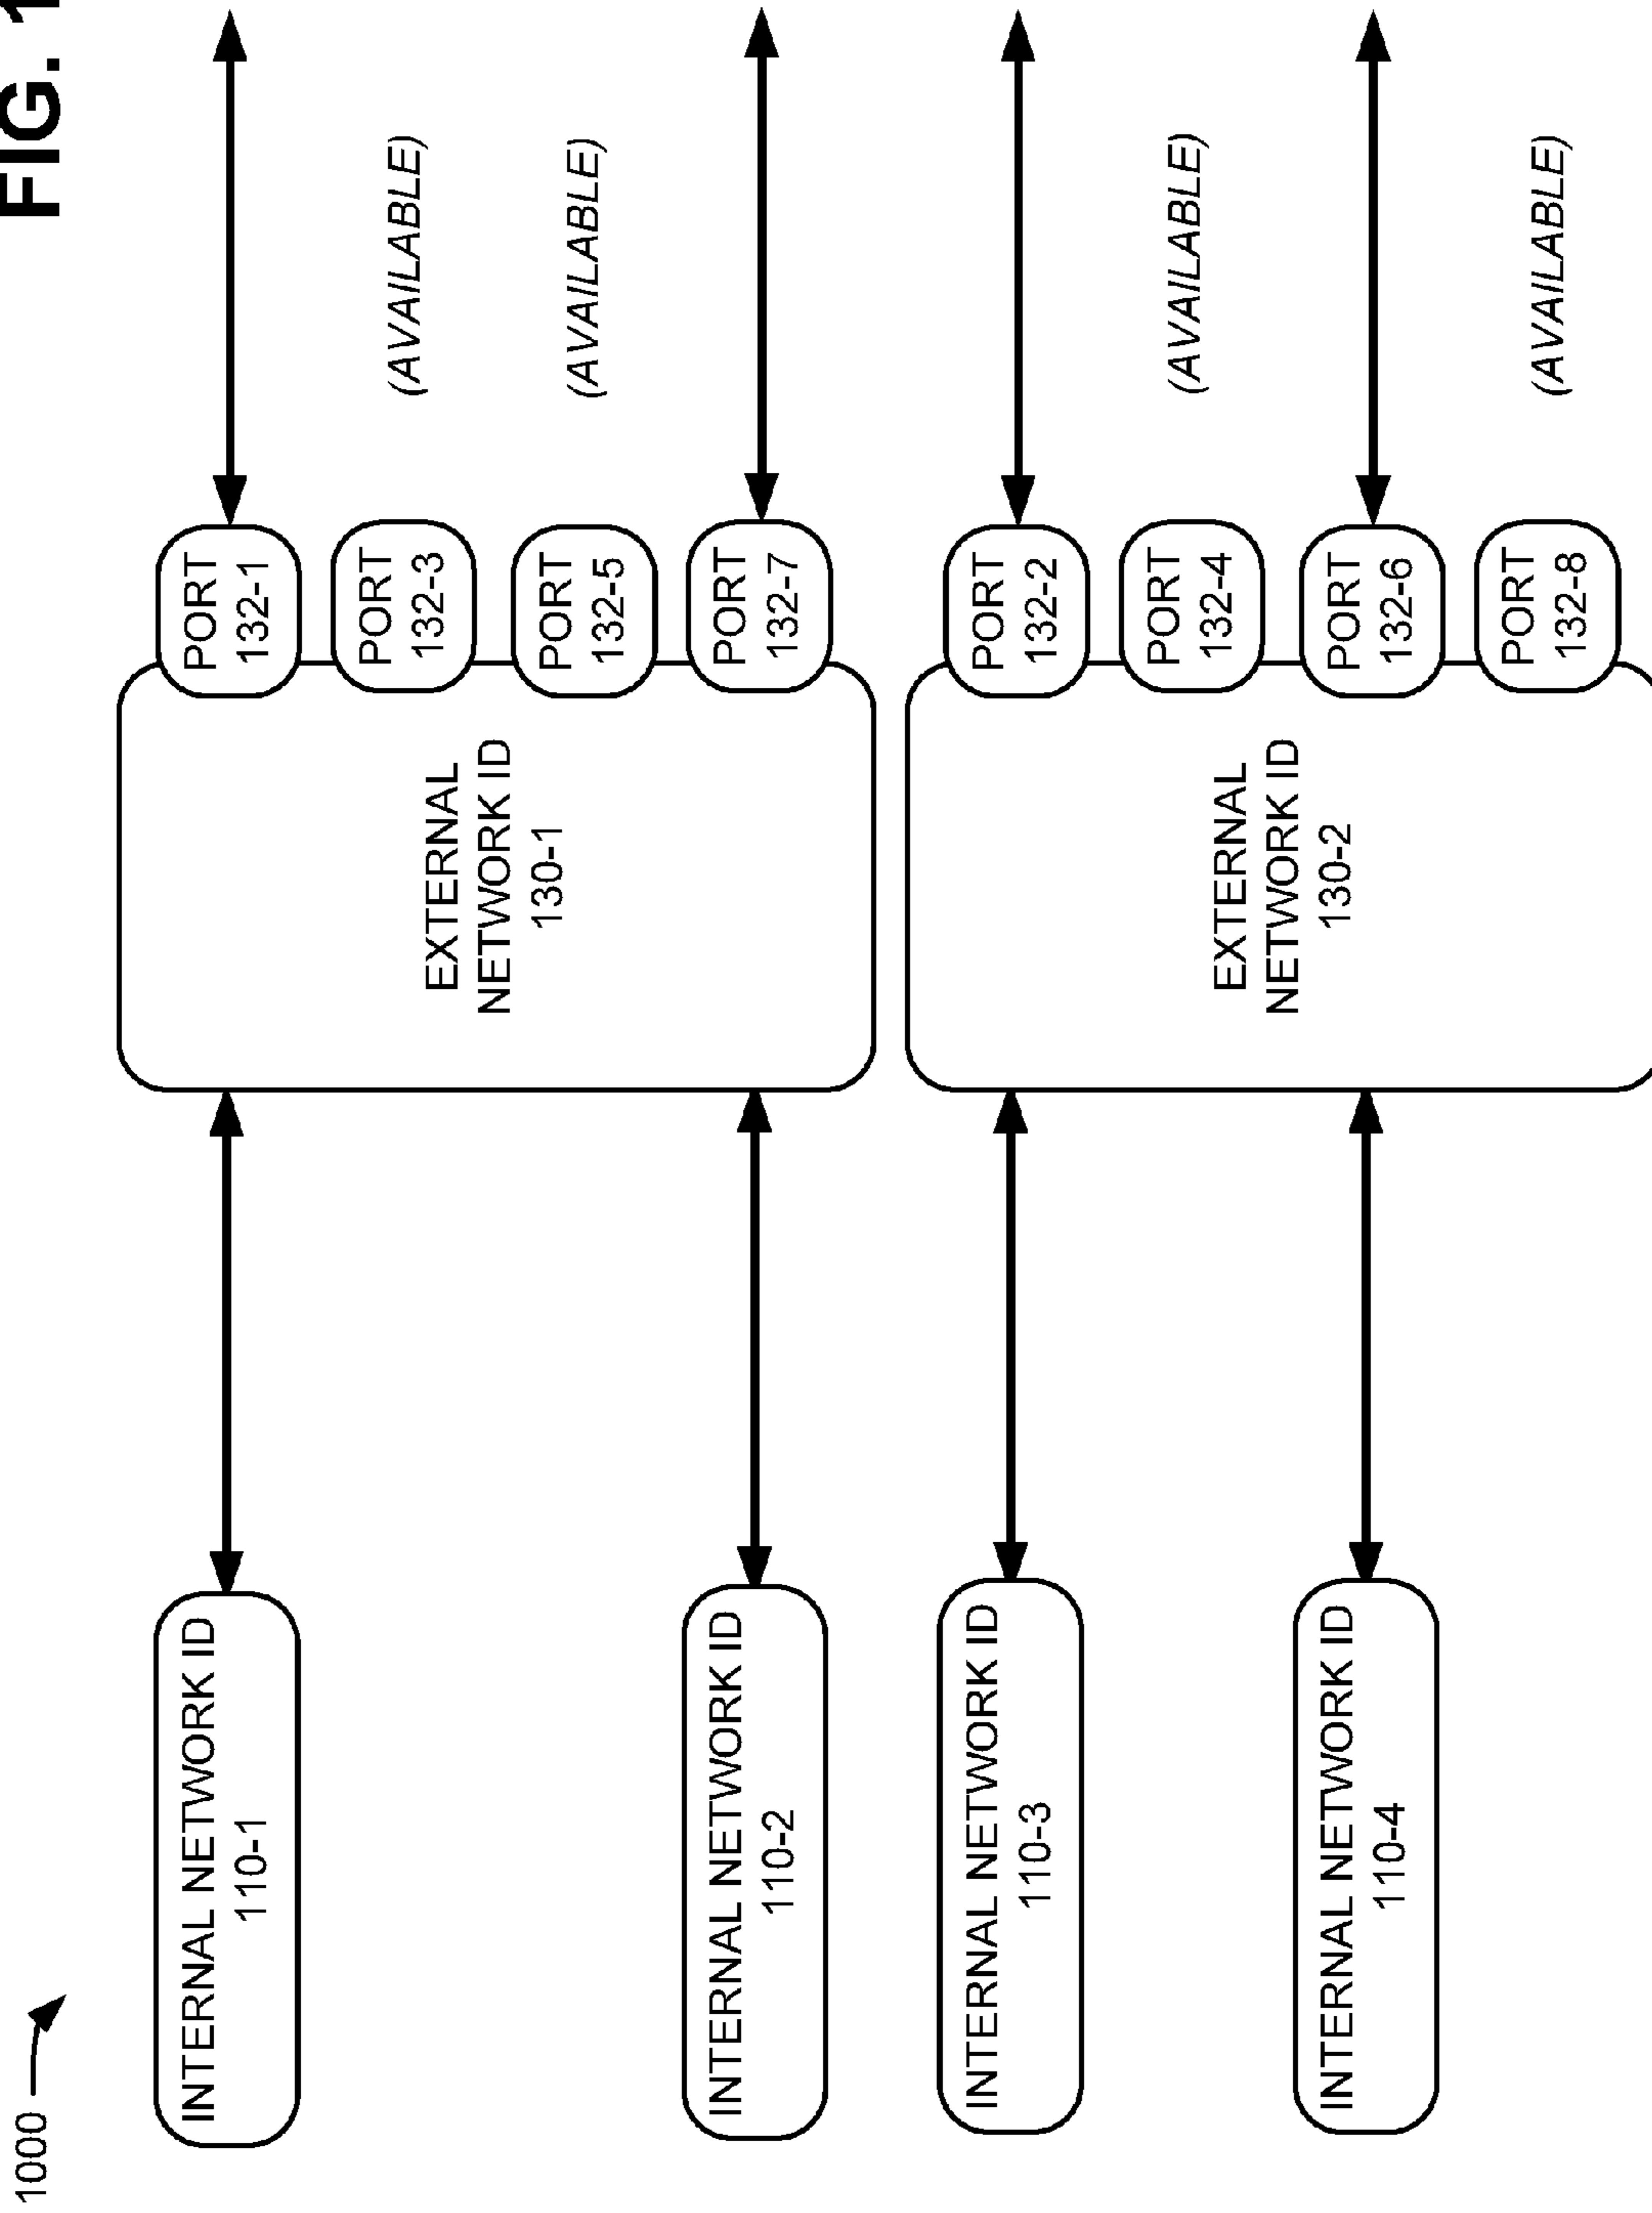 1000
FIG. 1
INTERNAL NETWORK ID
110-1
INTERNAL NETWORK ID
110-2
EXTERNAL
NETWORK ID
130-1
PORT
132-1
PORT
132-3
(AVAILABLE)
PORT
132-5
(AVAILABLE)
PORT
132-7
INTERNAL NETWORK ID
110-3
INTERNAL NETWORK ID
110-4
EXTERNAL
NETWORK ID
130-2
PORT
132-2
PORT
132-4
(AVAILABLE)
PORT
132-6
PORT
132-8
(AVAILABLE)